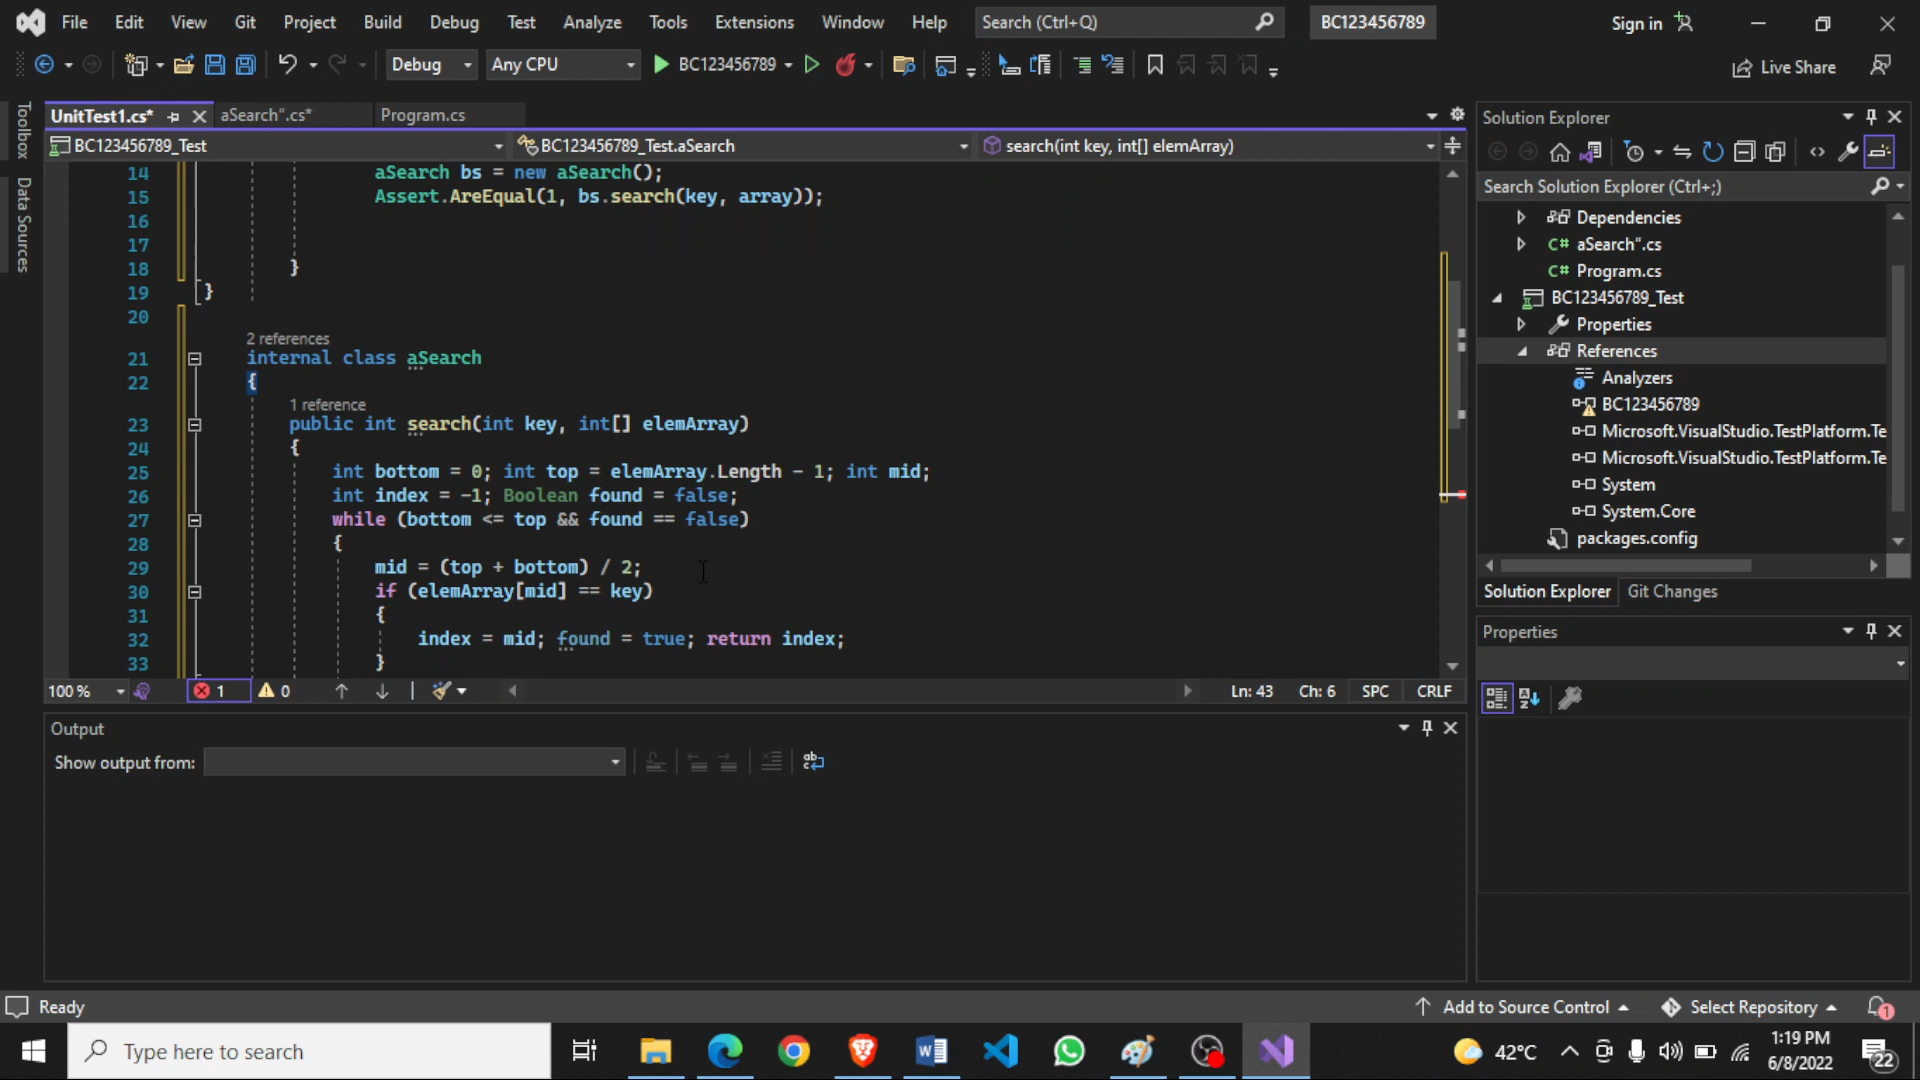 File Edit View Git Project Build Debug Test Analyze Tools Extensions Window Help Search (Ctrl+Q) BC123456789 Sign in
Debug Any CPU BC123456789 Live Share
Toolbox
Data Sources
UnitTest1.cs* aSearch".cs* Program.cs
BC123456789_Test BC123456789_Test.aSearch search(int key, int[] elemArray)
14 aSearch bs = new aSearch();
15 Assert.AreEqual(1, bs.search(key, array));
16
17
18 }
19 }
20
2 references
21 internal class aSearch
22 {
1 reference
23 public int search(int key, int[] elemArray)
24 {
25 int bottom = 0; int top = elemArray.Length - 1; int mid;
26 int index = -1; Boolean found = false;
27 while (bottom <= top && found == false)
28 {
29 mid = (top + bottom) / 2;
30 if (elemArray[mid] == key)
31 {
32 index = mid; found = true; return index;
33 }
100 % 1 0 Ln: 43 Ch: 6 SPC CRLF
Output
Show output from:
Solution Explorer
Search Solution Explorer (Ctrl+;)
Dependencies
C# aSearch".cs
C# Program.cs
BC123456789_Test
Properties
References
Analyzers
BC123456789
Microsoft.VisualStudio.TestPlatform.Te
Microsoft.VisualStudio.TestPlatform.Te
System
System.Core
packages.config
Solution Explorer Git Changes
Properties
Ready Add to Source Control Select Repository 1
Type here to search 42°C 1:19 PM
6/8/2022 22